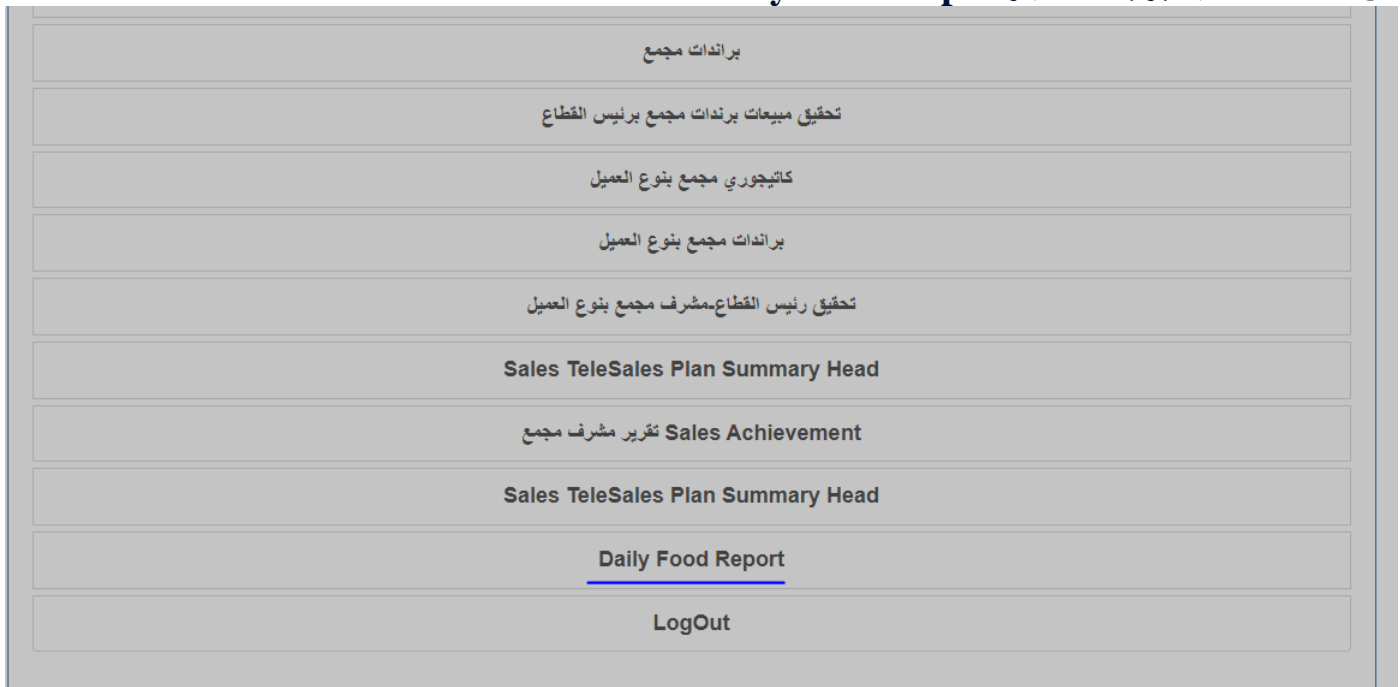 براندات مجمع
تحقيق مبيعات برندات مجمع برئيس القطاع
كاتيجوري مجمع بنوع العميل
براندات مجمع بنوع العميل
تحقيق رئيس القطاع-مشرف مجمع بنوع العميل
Sales TeleSales Plan Summary Head
تقرير مشرف مجمع Sales Achievement
Sales TeleSales Plan Summary Head
Daily Food Report
LogOut